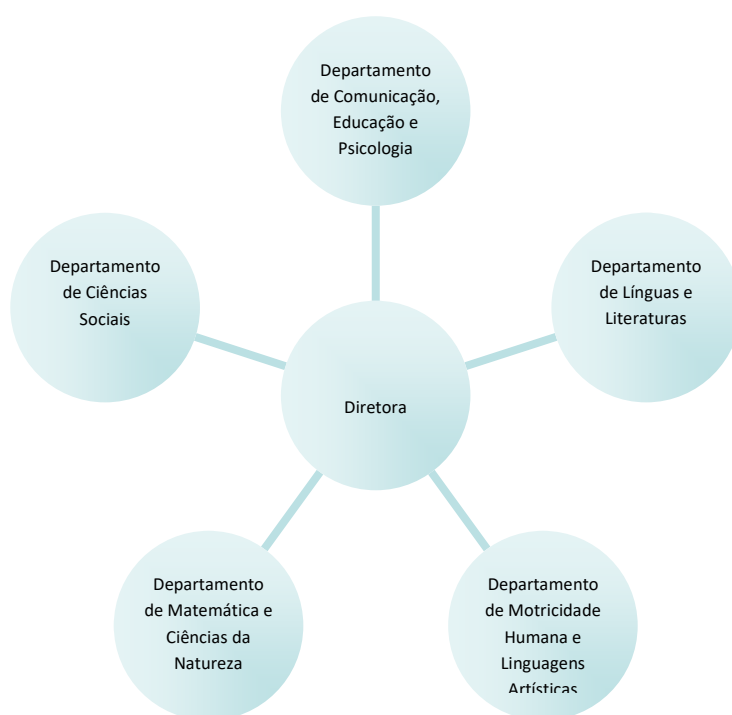 Departamento
de Comunicação,
Educação e
Psicologia
Departamento
de Línguas e
Literaturas
Departamento
de Motricidade
Humana e
Linguagens
Artísticas
Departamento
de Matemática e
Ciências da
Natureza
Departamento
de Ciências
Sociais
Diretora